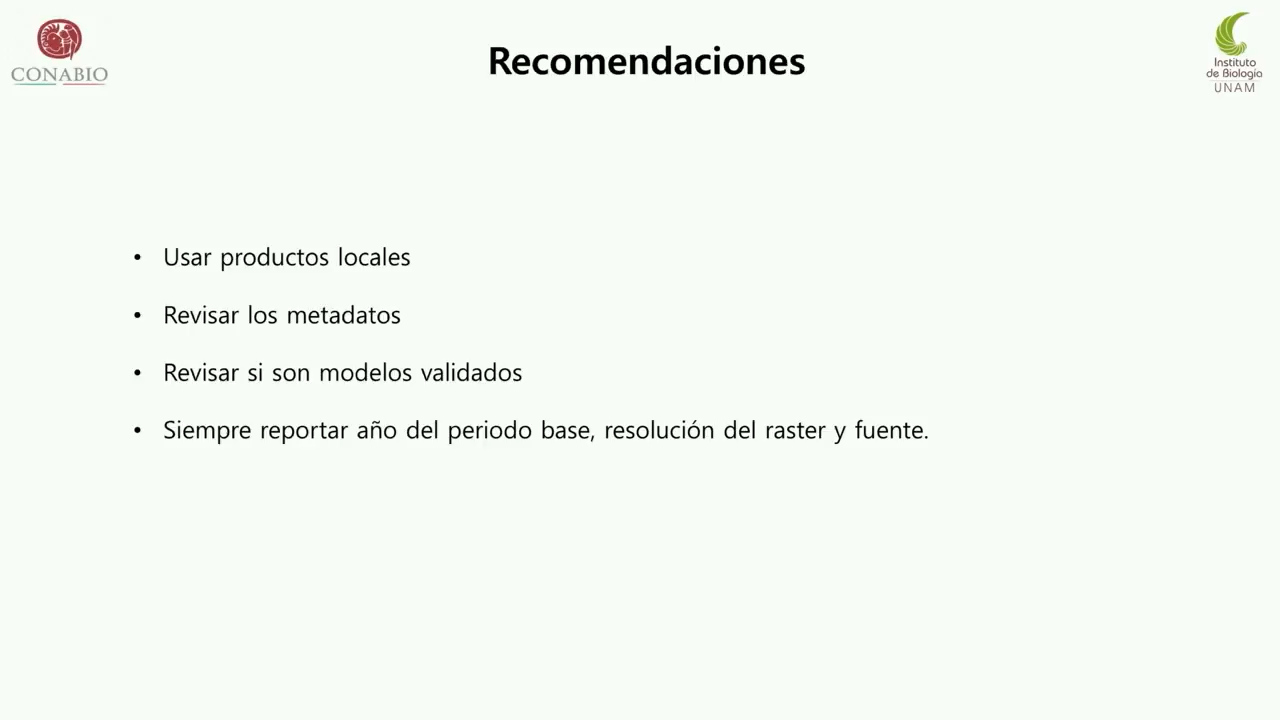 CONABIO
Recomendaciones
Instituto
de Biología
UNAM
• Usar productos locales
• Revisar los metadatos
• Revisar si son modelos validados
• Siempre reportar año del periodo base, resolución del raster y fuente.